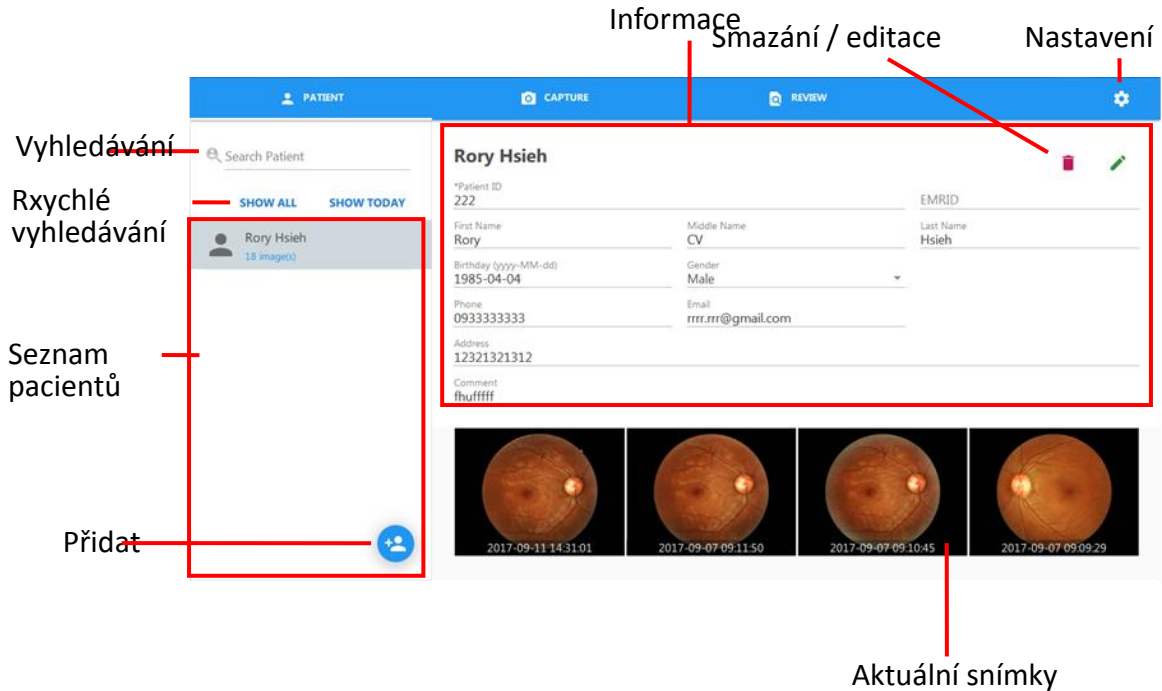 Informace
Smazání / editace
Nastavení
PATIENT
CAPTURE
REVIEW
Vyhledávání
Search Patient
Rxychlé
vyhledávání
SHOW ALL SHOW TODAY
Rory Hsieh
18 image(s)
Seznam
pacientů
Přidat
Rory Hsieh
*Patient ID
222
EMRID
First Name
Rory
Middle Name
CV
Last Name
Hsieh
Birthday (yyyy-MM-dd)
1985-04-04
Gender
Male
Phone
0933333333
Email
rrrr.rrr@gmail.com
Address
12321321312
Comment
fhufffff
2017-09-11 14:31:01
2017-09-07 09:11:50
2017-09-07 09:10:45
2017-09-07 09:09:29
Aktuální snímky